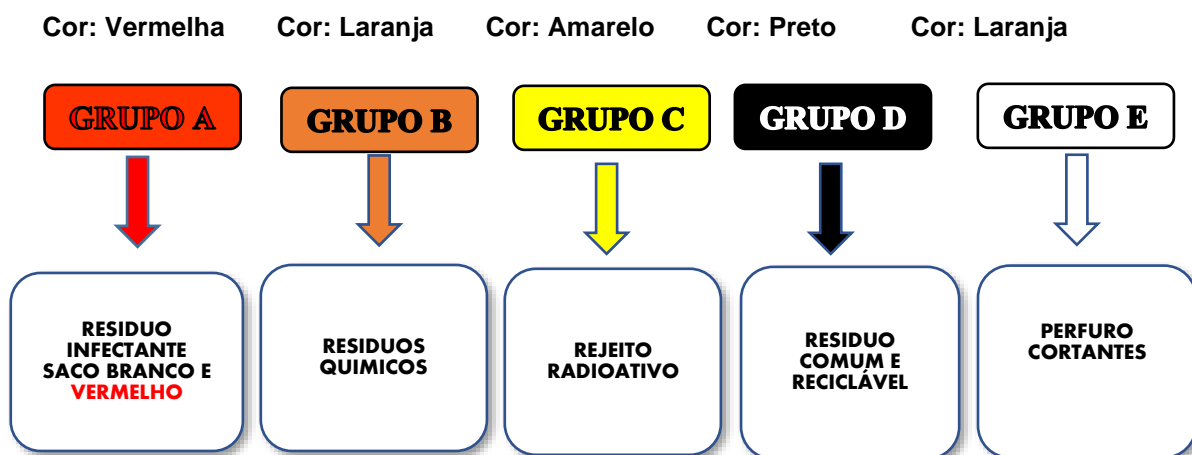 Cor: Vermelha Cor: Laranja Cor: Amarelo Cor: Preto Cor: Laranja
GRUPO A GRUPO B GRUPO C GRUPO D GRUPO E
RESIDUO
INFECTANTE
SACO BRANCO E
VERMELHO
RESIDUOS
QUIMICOS
REJEITO
RADIOATIVO
RESIDUO
COMUM E
RECICLÁVEL
PERFURO
CORTANTES